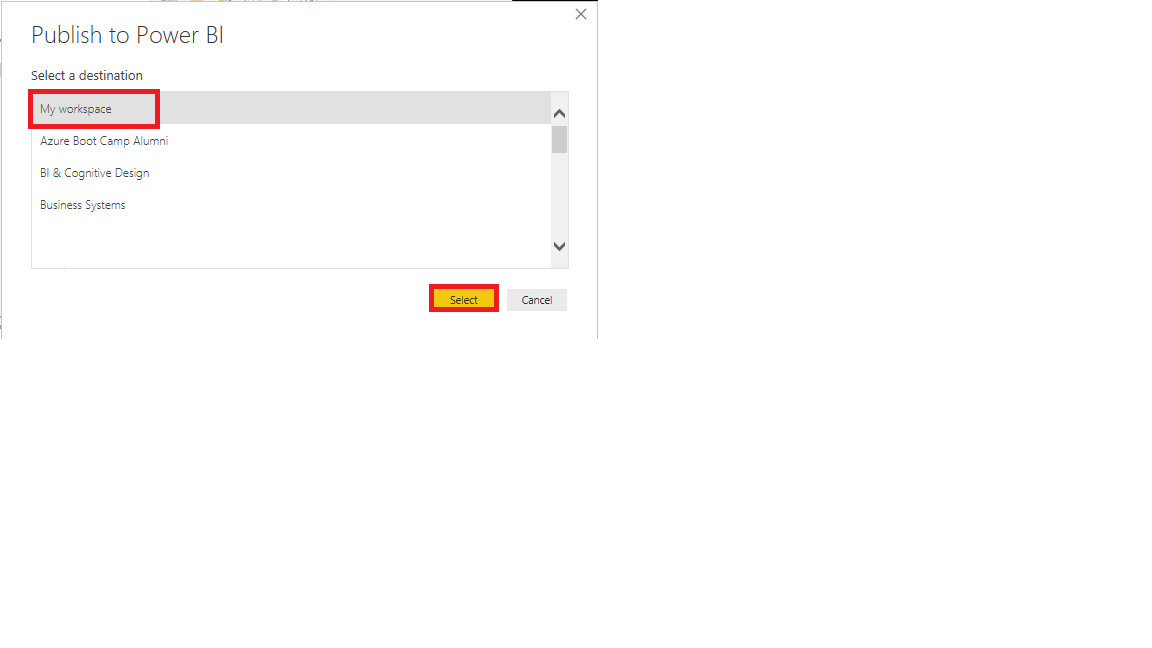 Publish to Power BI
Select a destination
My workspace
Azure Boot Camp Alumni
BI & Cognitive Design
Business Systems
Select
Cancel